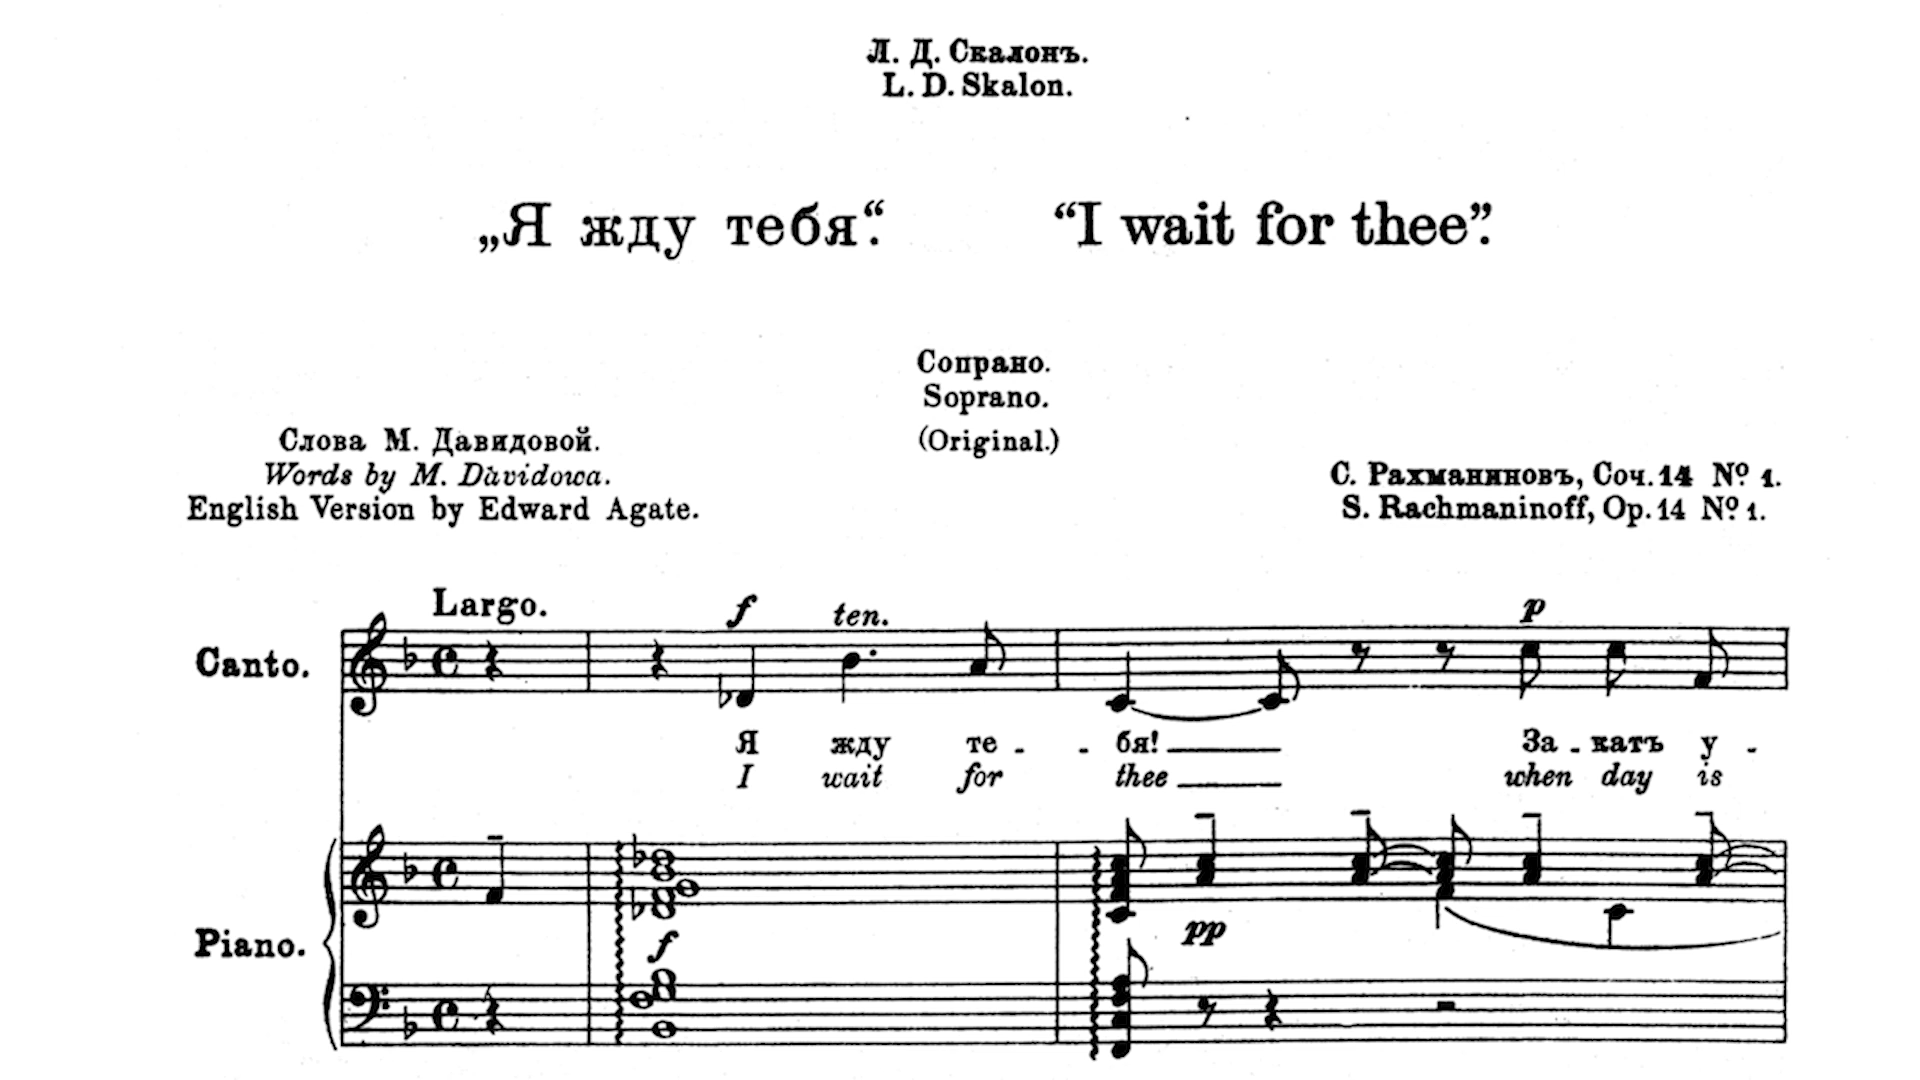 Л. Д. Скалонъ.
L. D. Skalon.
„Я жду тебя“. “I wait for thee”.
Сопрано.
Soprano.
(Original.)
Слова М. Давидовой.
Words by M. Davidowa.
English Version by Edward Agate.
С. Рахманиновъ, Соч. 14 № 1.
S. Rachmaninoff, Op. 14 № 1.
Largo.
f ten. p
Canto.
Я жду те - - бя! За - катъ у -
I wait for thee when day is
Piano.
f pp